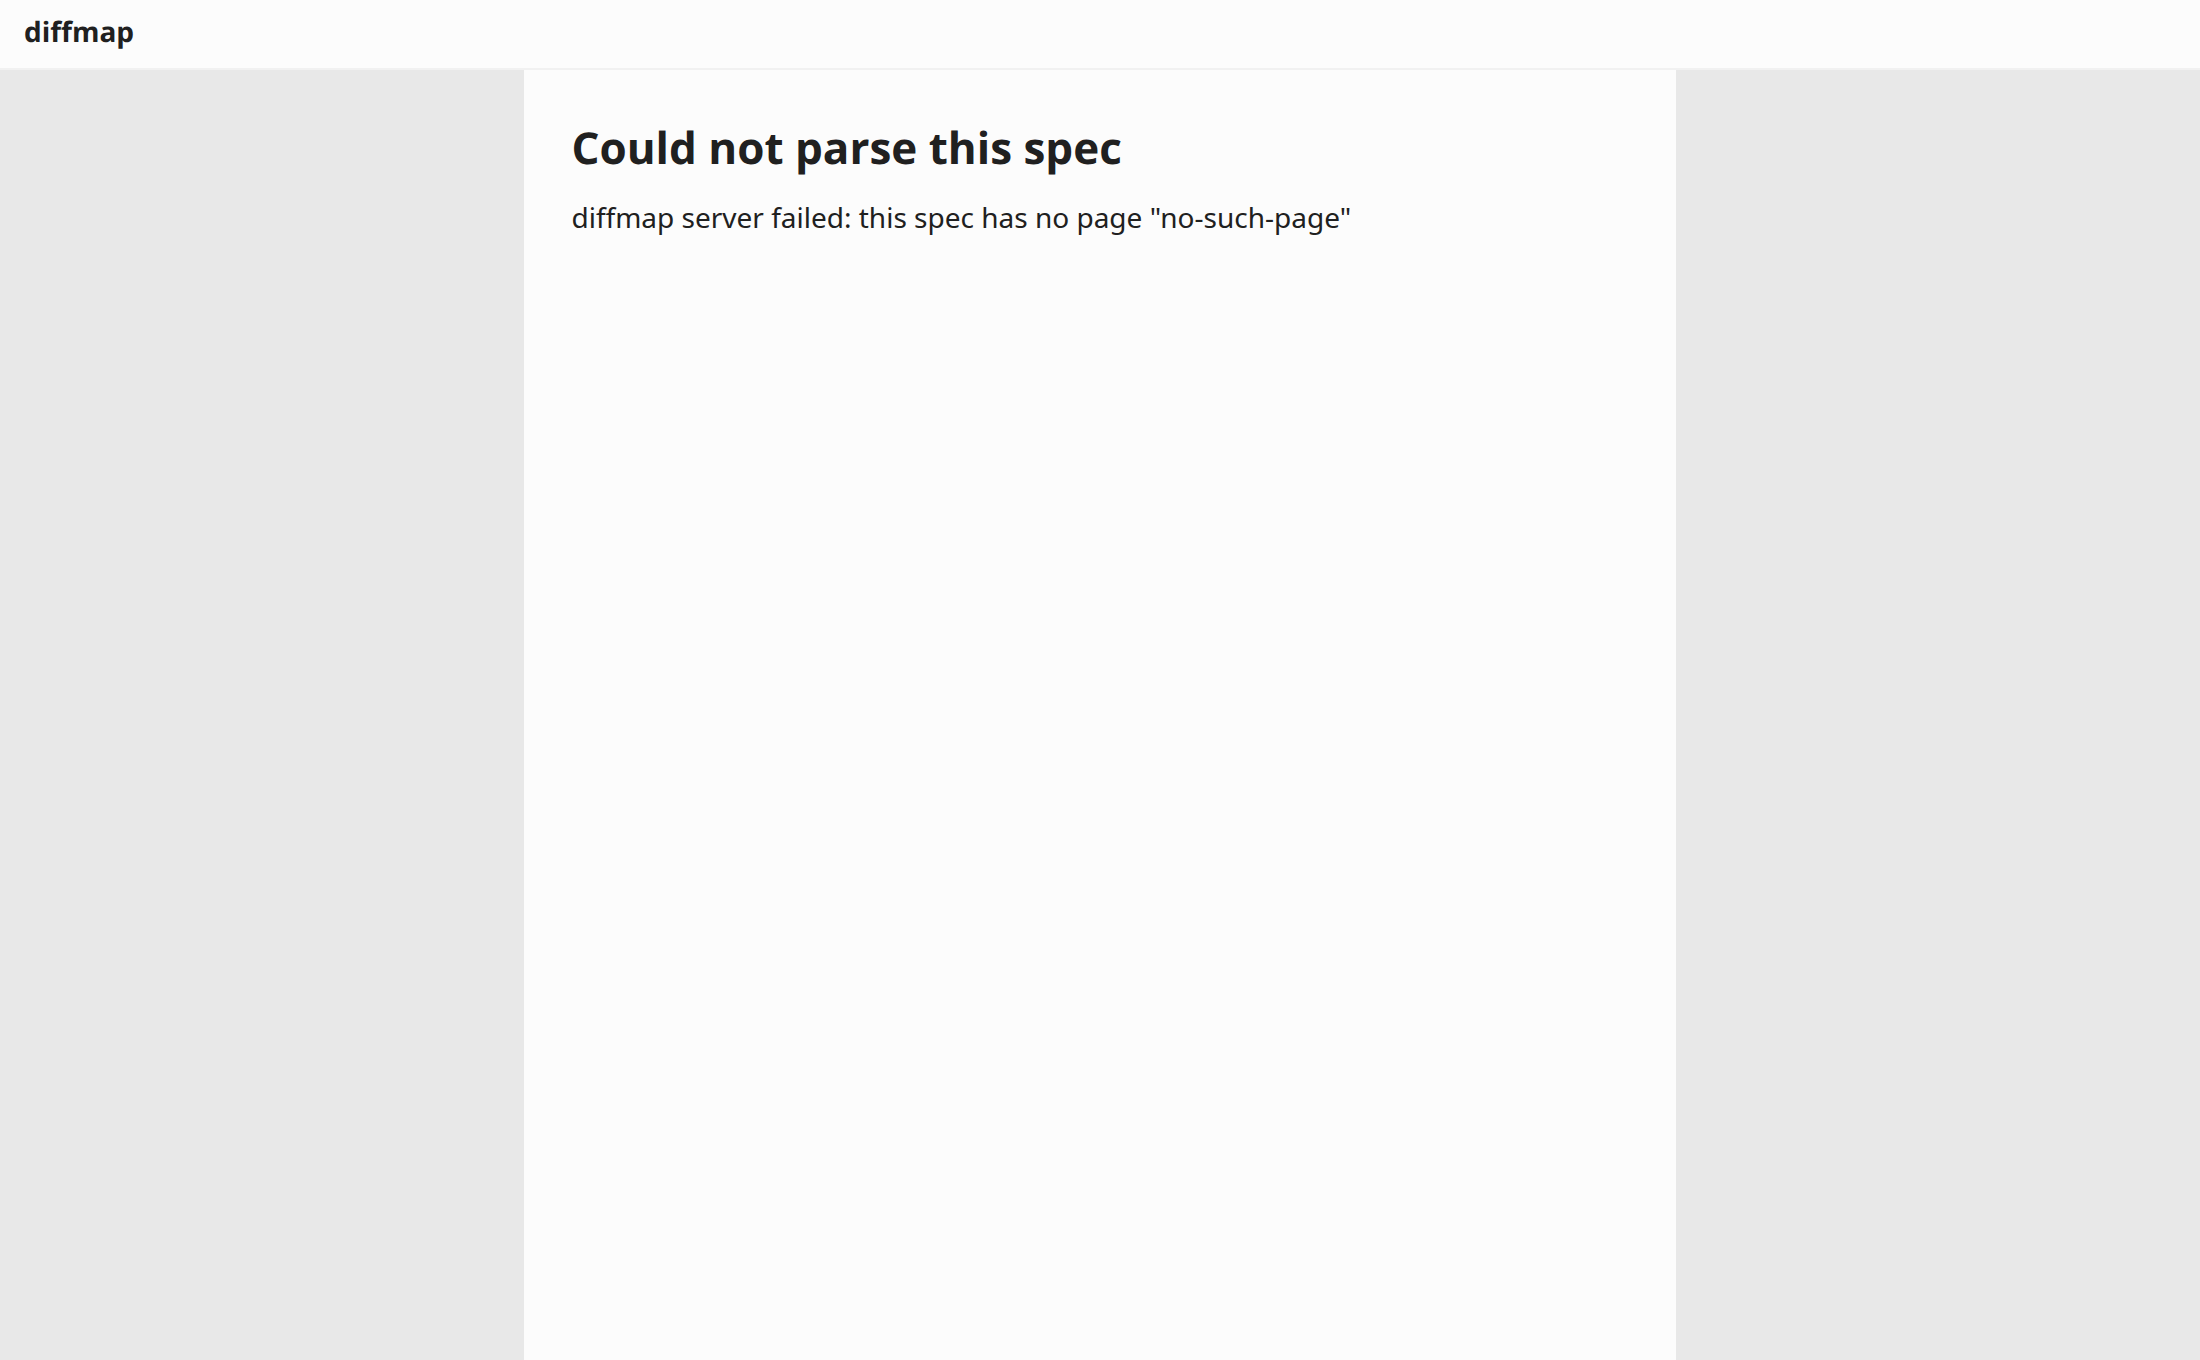 diffmap
Could not parse this spec
diffmap server failed: this spec has no page "no-such-page"